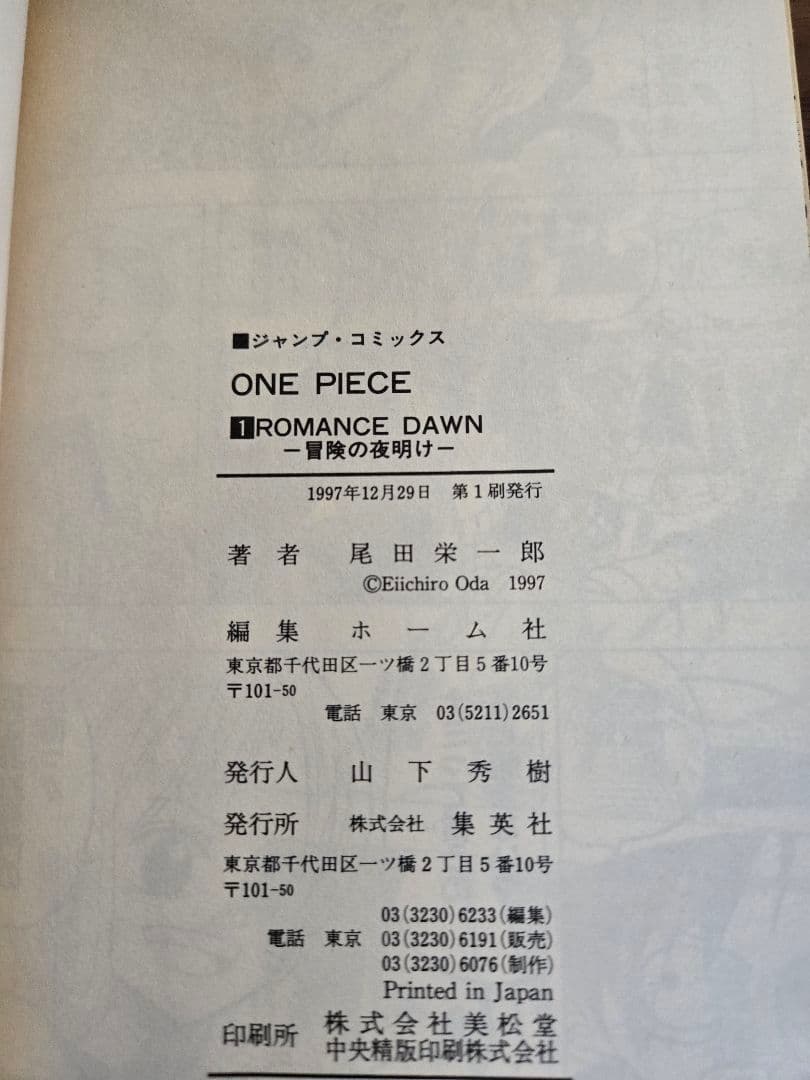 ■ジャンプ・コミックス
ONE PIECE
1ROMANCE DAWN
−冒険の夜明け−
1997年12月29日 第1刷発行
著者 尾田栄一郎
©Eiichiro Oda 1997
編集 ホーム社
東京都千代田区一ツ橋2丁目5番10号
〒101-50
電話 東京 03(5211)2651
発行人 山下秀樹
発行所 株式会社 集英社
東京都千代田区一ツ橋2丁目5番10号
〒101-50
03(3230)6233(編集)
電話 東京 03(3230)6191(販売)
03(3230)6076(制作)
Printed in Japan
印刷所 株式会社美松堂
中央精版印刷株式会社